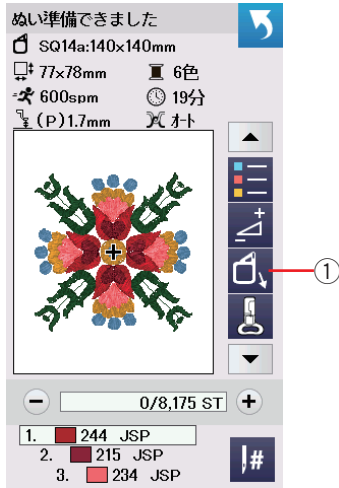 ぬい準備できました
SQ14a:140×140mm
77×78mm 6色
600spm 19分
(P)1.7mm オート
①
0/8,175 ST
1. 244 JSP
2. 215 JSP
3. 234 JSP
#